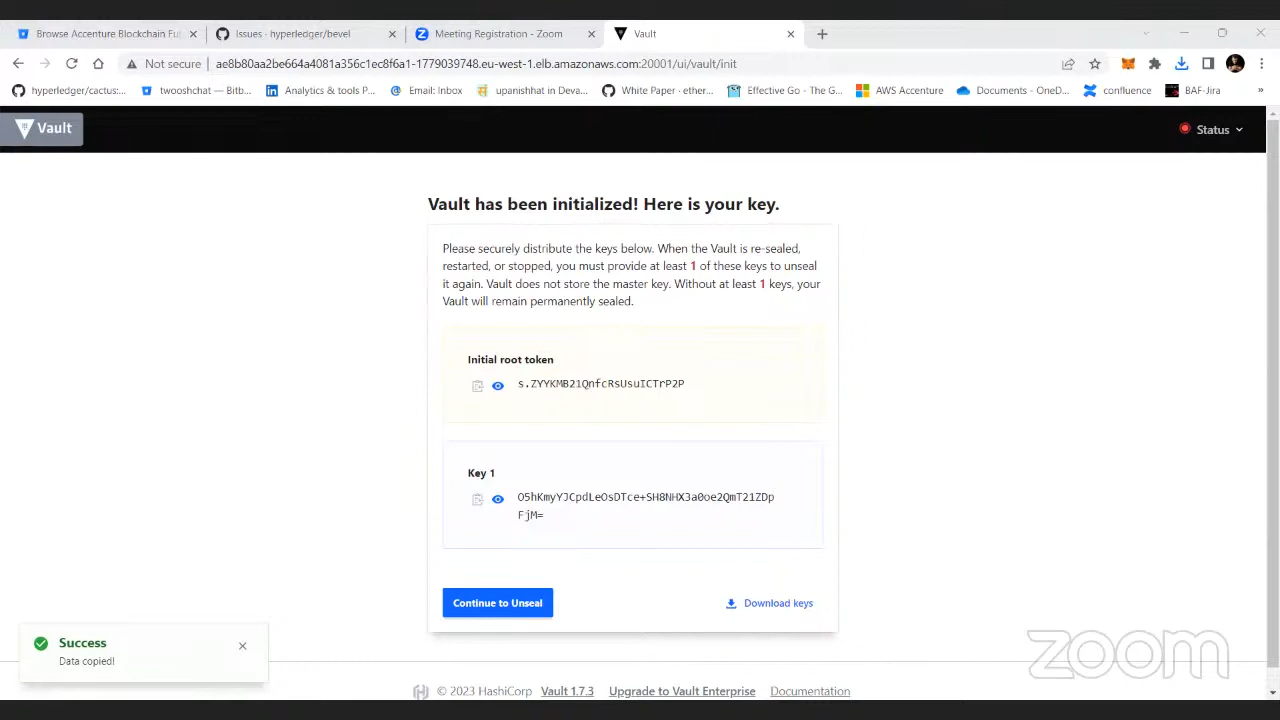 Browse Accenture Blockchain Ful
Issues · hyperledger/bevel
Meeting Registration - Zoom
Vault
Not secure
ae8b80aa2be664a4081a356c1ec8f6a1-1779039748.eu-west-1.elb.amazonaws.com:20001/ui/vault/init
hyperledger/cactus:...
twooshchat — Bitb...
Analytics & tools P...
Email: Inbox
upanishhat in Deva...
White Paper · ether...
Effective Go - The G...
AWS Accenture
Documents - OneD...
confluence
BAF-Jira
»
Vault
Status
Vault has been initialized! Here is your key.
Please securely distribute the keys below. When the Vault is re-sealed,
restarted, or stopped, you must provide at least 1 of these keys to unseal
it again. Vault does not store the master key. Without at least 1 keys, your
Vault will remain permanently sealed.
Initial root token
s.ZYYKMB21QnfcRsUsuICTrP2P
Key 1
O5hKmyYJCpdLeOsDTce+SH8NHX3a0oe2QmT21ZDp
FjM=
Continue to Unseal
Download keys
Success
Data copied!
zoom
© 2023 HashiCorp
Vault 1.7.3
Upgrade to Vault Enterprise
Documentation